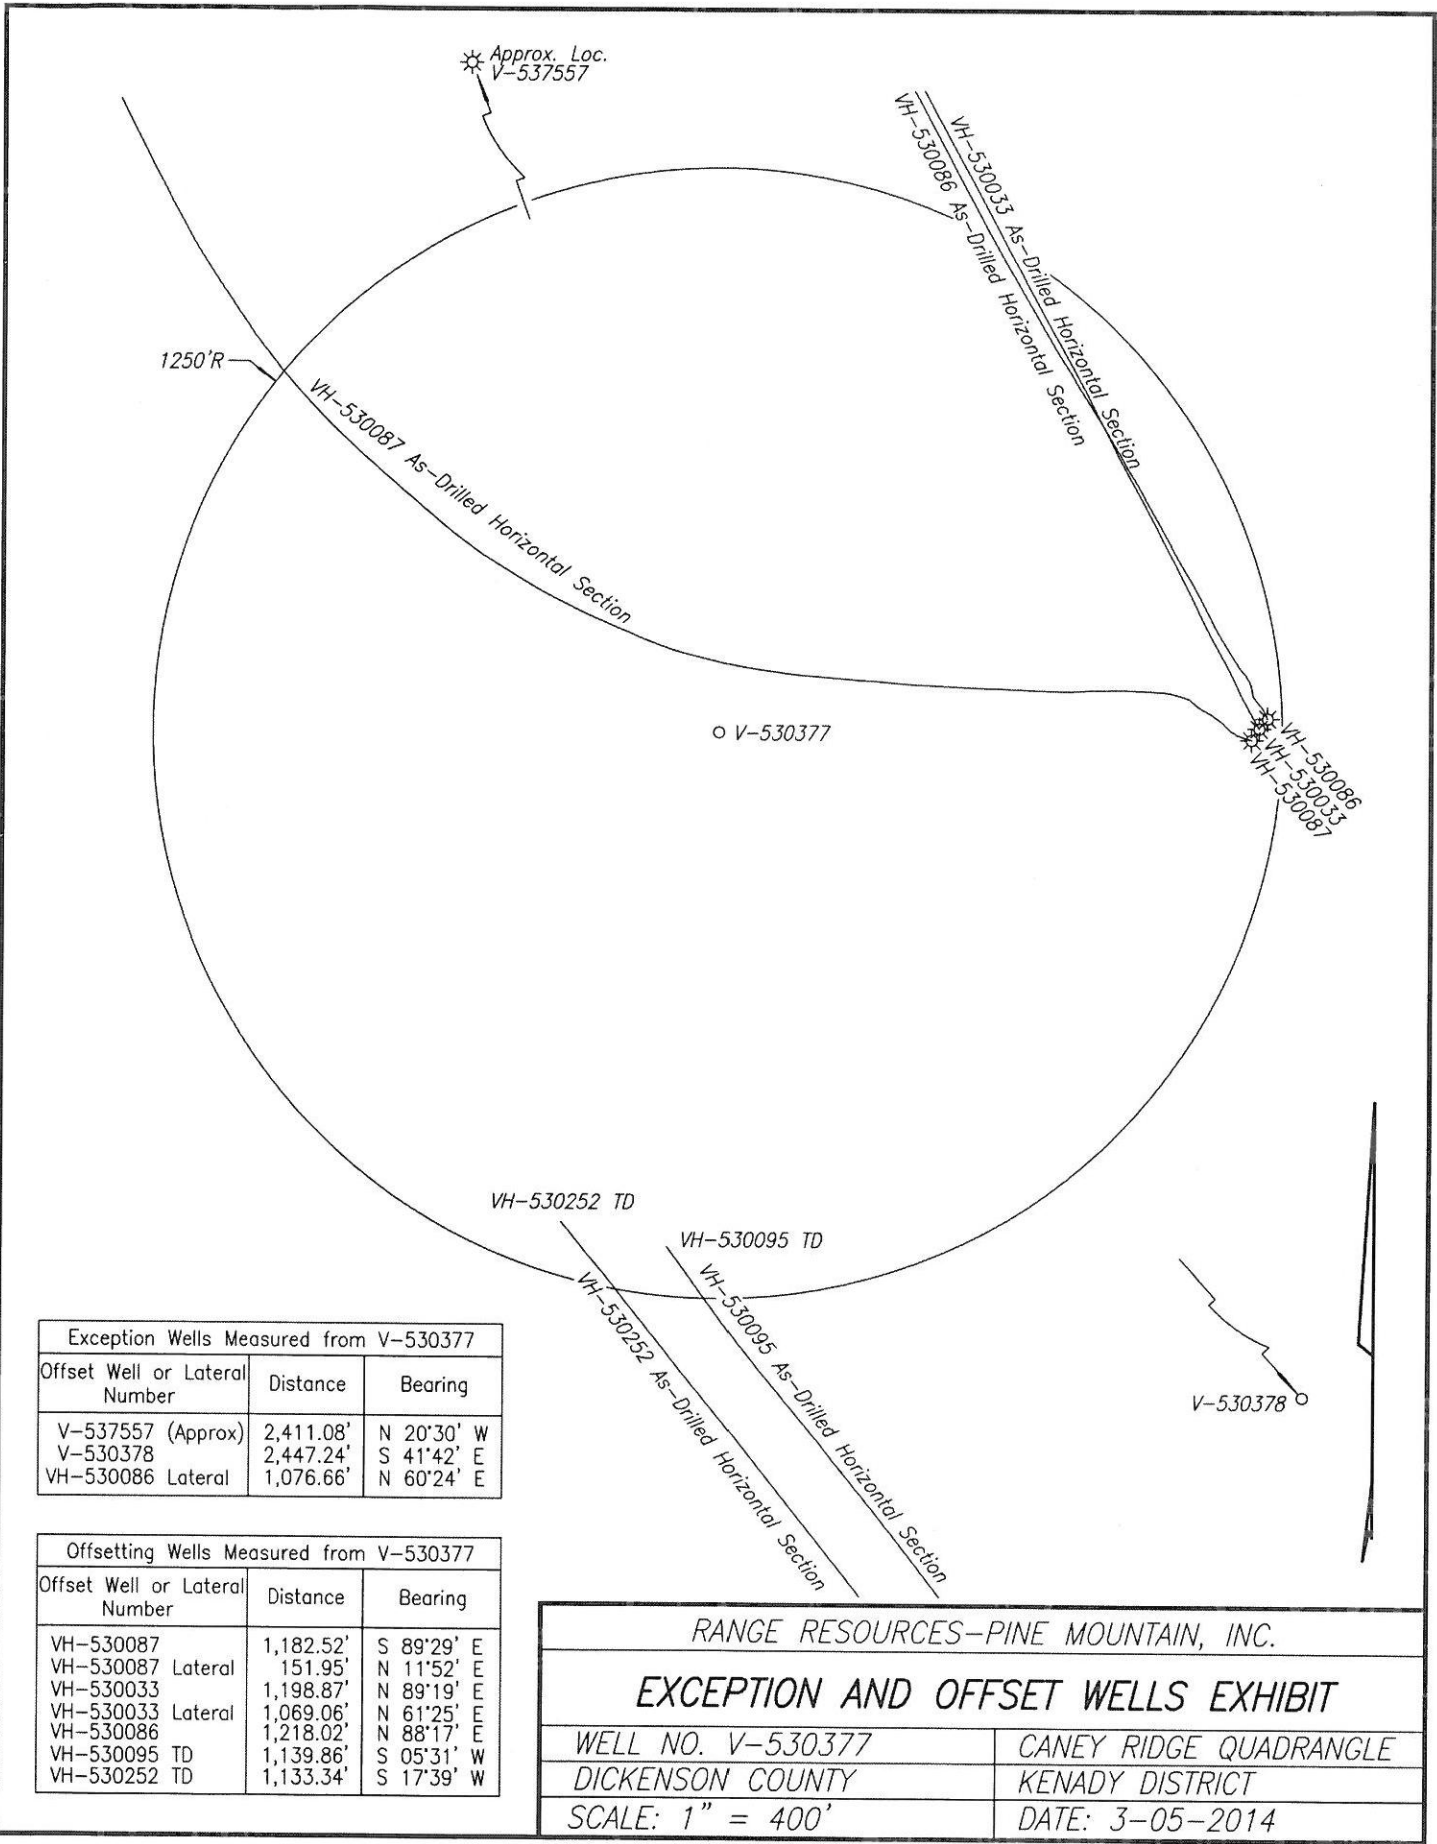 Approx. Loc.
V-537557
VH-530033 As-Drilled Horizontal Section
VH-530086 As-Drilled Horizontal Section
1250'R
VH-530087 As-Drilled Horizontal Section
V-530377
VH-530086
VH-530033
VH-530087
VH-530252 TD
VH-530095 TD
VH-530252 As-Drilled Horizontal Section
VH-530095 As-Drilled Horizontal Section
V-530378
Exception Wells Measured from V-530377
Offset Well or Lateral Number Distance Bearing
V-537557 (Approx) 2,411.08' N 20°30' W
V-530378 2,447.24' S 41°42' E
VH-530086 Lateral 1,076.66' N 60°24' E
Offsetting Wells Measured from V-530377
Offset Well or Lateral Number Distance Bearing
VH-530087 1,182.52' S 89°29' E
VH-530087 Lateral 151.95' N 11°52' E
VH-530033 1,198.87' N 89°19' E
VH-530033 Lateral 1,069.06' N 61°25' E
VH-530086 1,218.02' N 88°17' E
VH-530095 TD 1,139.86' S 05°31' W
VH-530252 TD 1,133.34' S 17°39' W
RANGE RESOURCES-PINE MOUNTAIN, INC.
EXCEPTION AND OFFSET WELLS EXHIBIT
WELL NO. V-530377 CANEY RIDGE QUADRANGLE
DICKENSON COUNTY KENADY DISTRICT
SCALE: 1" = 400' DATE: 3-05-2014